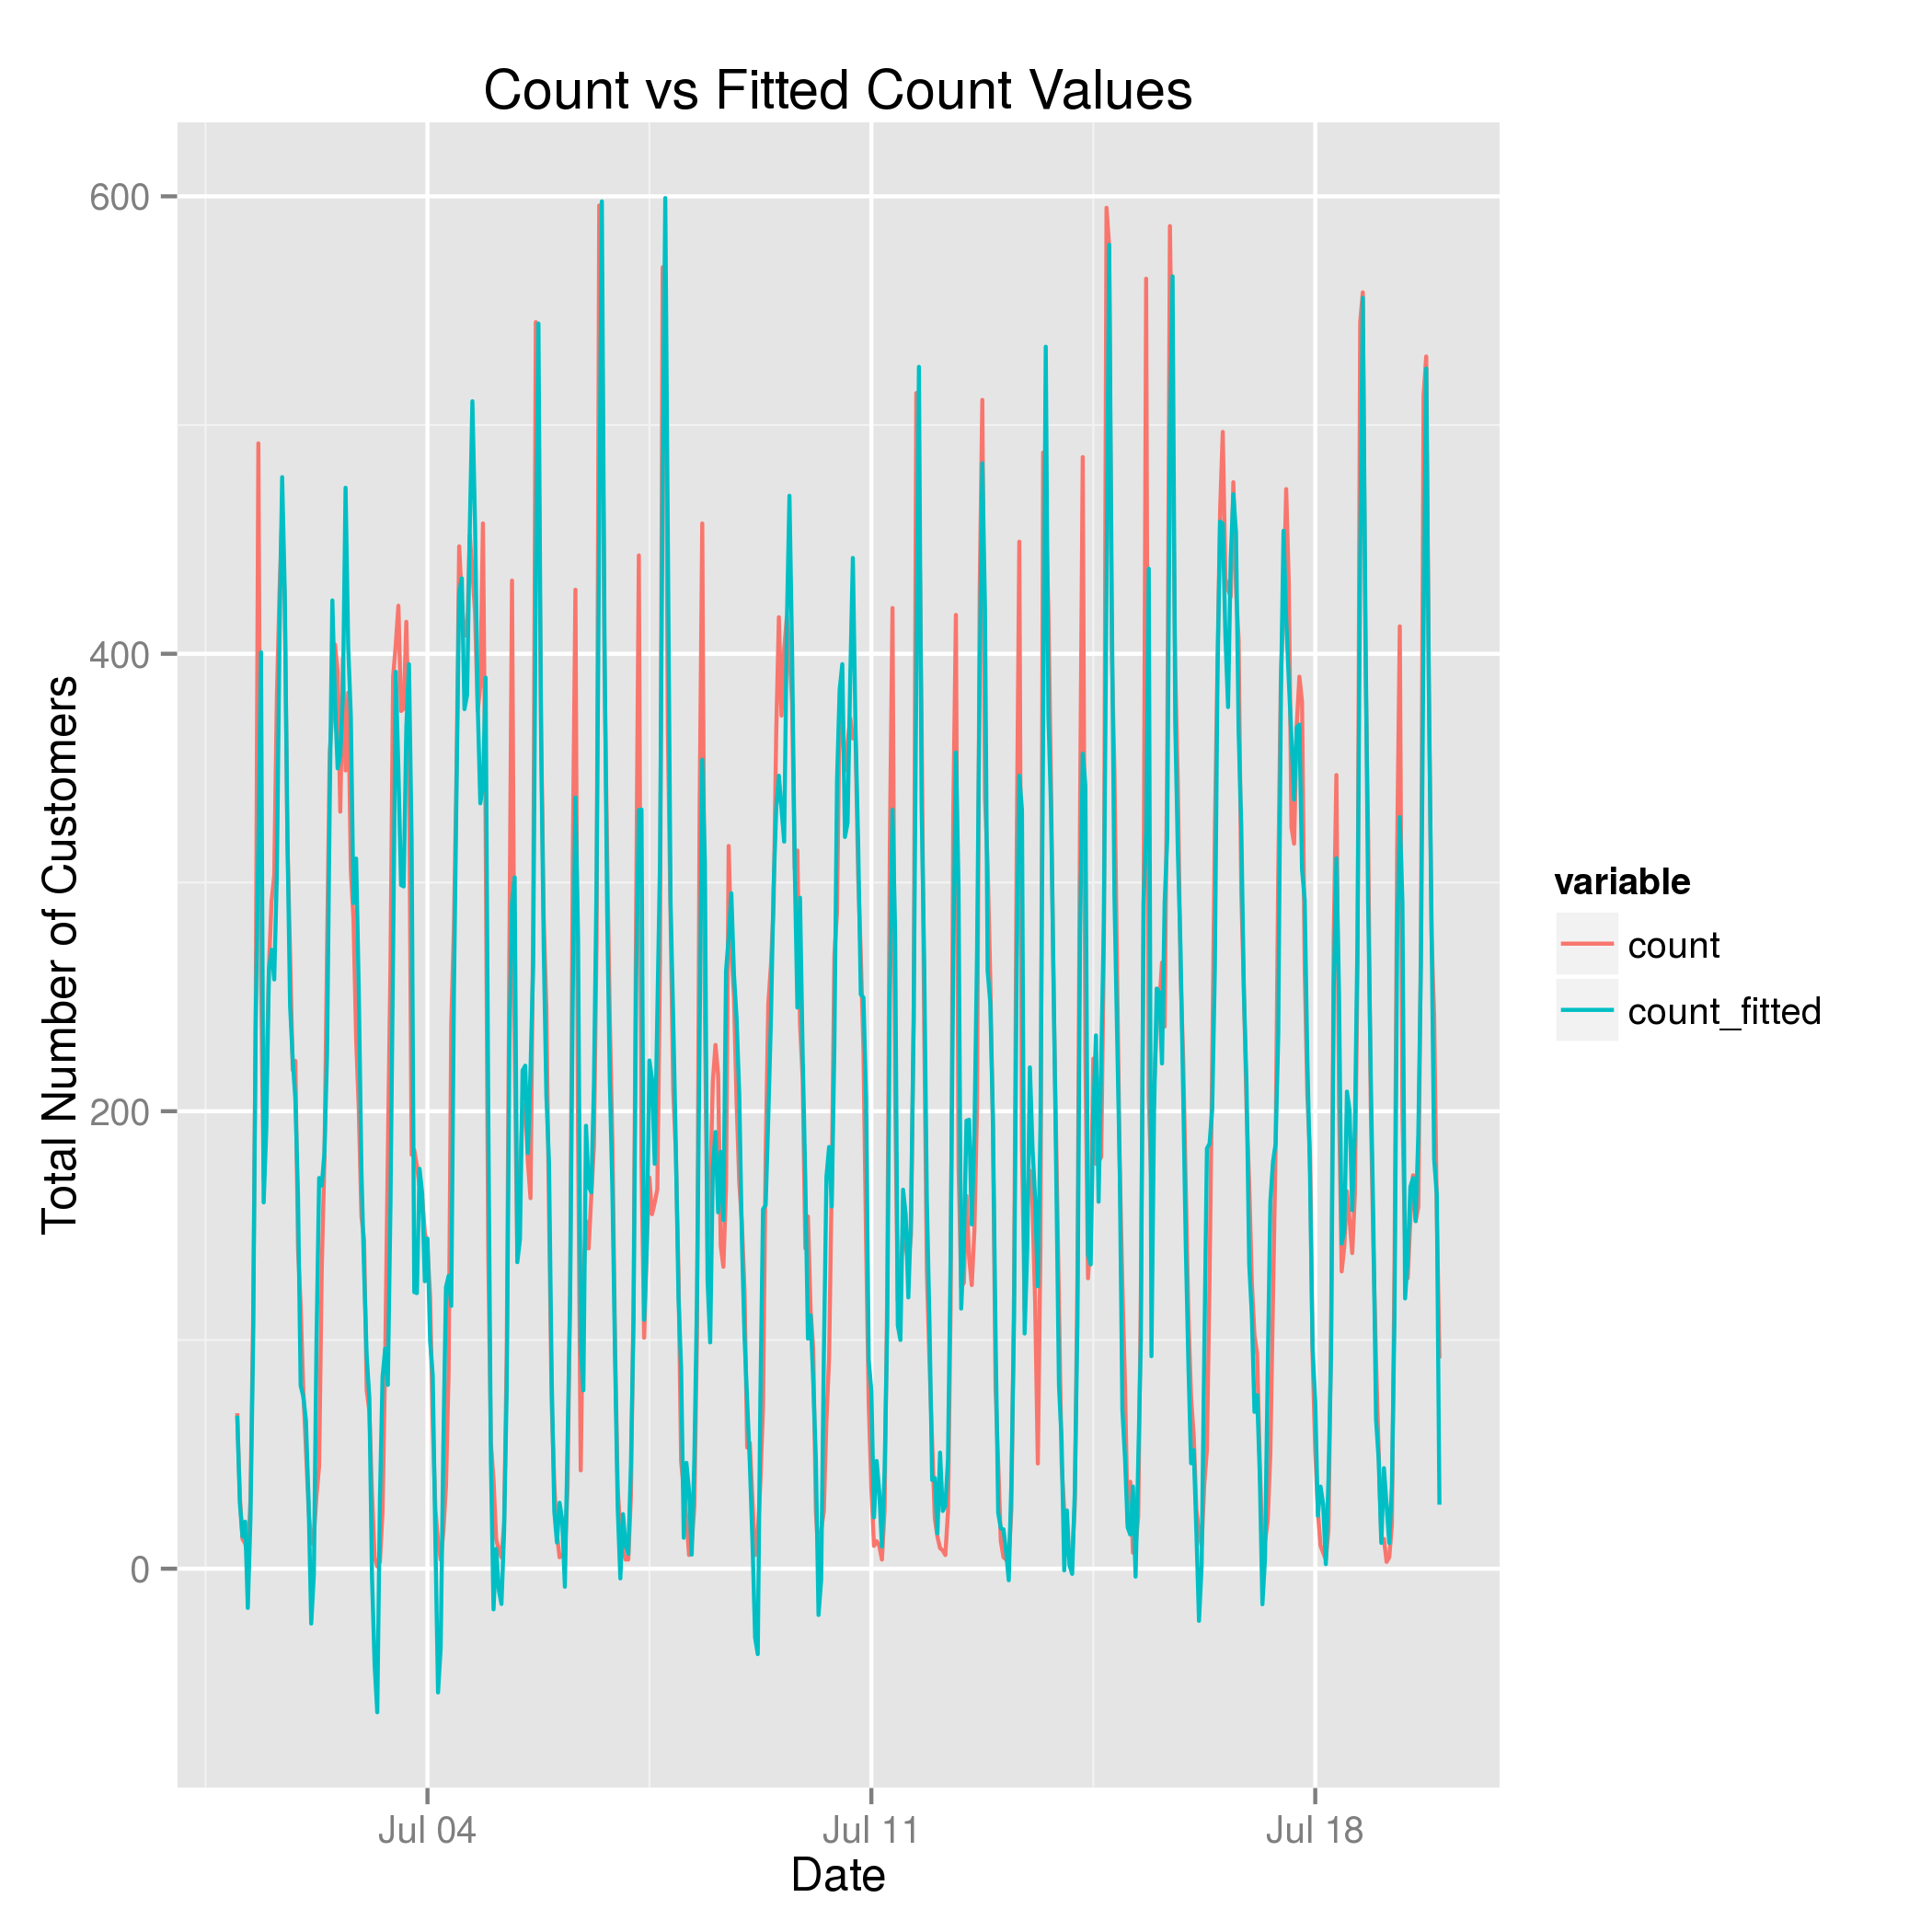 Count vs Fitted Count Values
Total Number of Customers
600
400
200
0
Jul 04
Jul 11
Jul 18
Date
variable
count
count_fitted